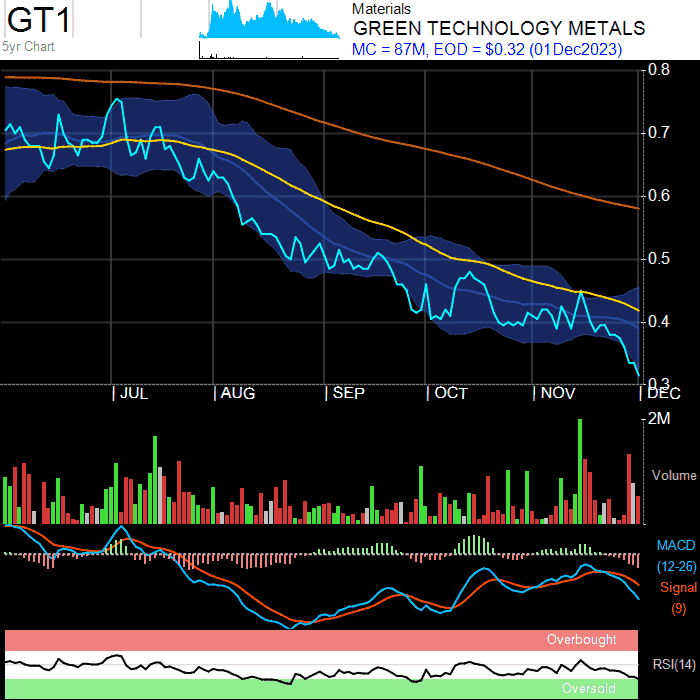 GT1
5yr Chart
Materials
GREEN TECHNOLOGY METALS
MC = 87M, EOD = $0.32 (01Dec2023)
0.8
0.7
0.6
0.5
0.4
0.3
JUL
AUG
SEP
OCT
NOV
DEC
2M
Volume
MACD
(12-26)
Signal
(9)
Overbought
RSI(14)
Oversold